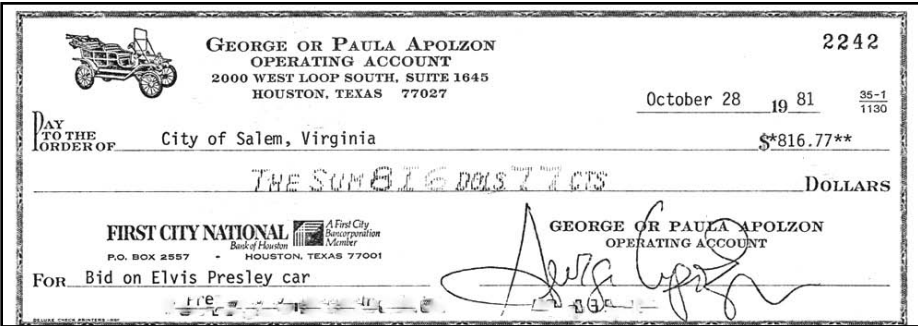 GEORGE OR PAULA APOLZON
OPERATING ACCOUNT
2000 WEST LOOP SOUTH, SUITE 1645
HOUSTON, TEXAS 77027
2242
October 28 19 81
35-1
1130
PAY
TO THE
ORDER OF City of Salem, Virginia $*816.77**
THE SUM 816 DOLS 77 CTS DOLLARS
FIRST CITY NATIONAL
Bank of Houston
A First City
Bancorporation
Member
P.O. BOX 2557 - HOUSTON, TEXAS 77001
GEORGE OR PAULA APOLZON
OPERATING ACCOUNT
FOR Bid on Elvis Presley car
DELUXE CHECK PRINTERS